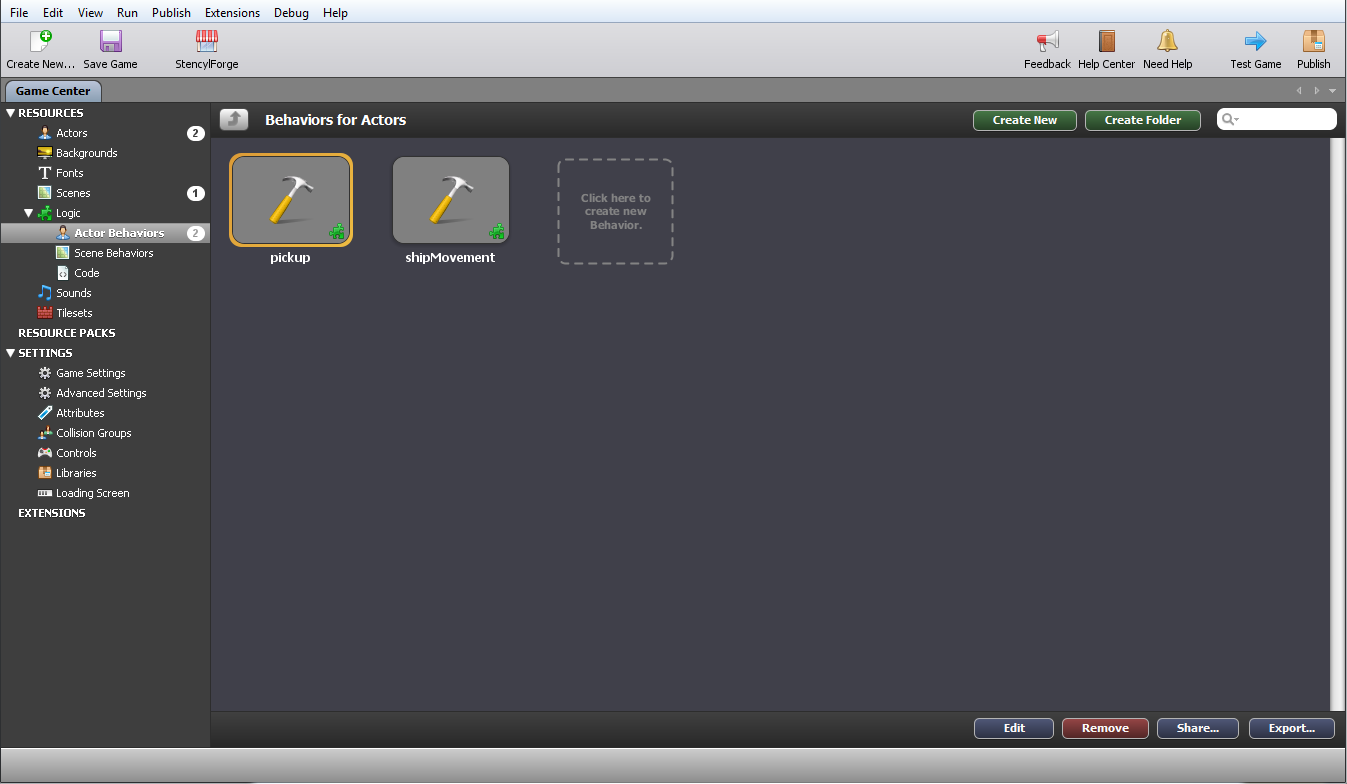 File Edit View Run Publish Extensions Debug Help
Create New... Save Game StencylForge Feedback Help Center Need Help Test Game Publish
Game Center
RESOURCES
Actors 2
Backgrounds
Fonts
Scenes 1
Logic
Actor Behaviors 2
Scene Behaviors
Code
Sounds
Tilesets
RESOURCE PACKS
SETTINGS
Game Settings
Advanced Settings
Attributes
Collision Groups
Controls
Libraries
Loading Screen
EXTENSIONS
Behaviors for Actors Create New Create Folder
pickup shipMovement
Click here to
create new
Behavior.
Edit Remove Share... Export...